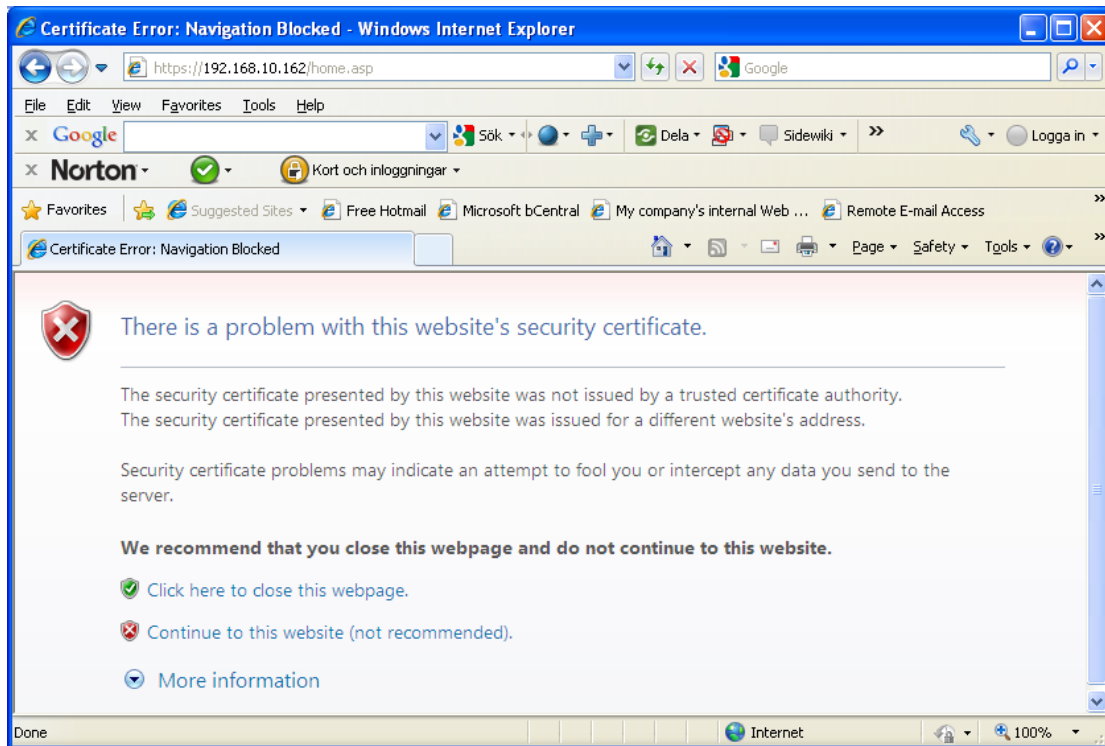 Certificate Error: Navigation Blocked - Windows Internet Explorer
https://192.168.10.162/home.asp Google
File Edit View Favorites Tools Help
x Google Sök Dela Sidewiki » Logga in
x Norton Kort och inloggningar
Favorites Suggested Sites Free Hotmail Microsoft bCentral My company's internal Web ... Remote E-mail Access »
Certificate Error: Navigation Blocked Page Safety Tools »
There is a problem with this website's security certificate.
The security certificate presented by this website was not issued by a trusted certificate authority.
The security certificate presented by this website was issued for a different website's address.
Security certificate problems may indicate an attempt to fool you or intercept any data you send to the
server.
We recommend that you close this webpage and do not continue to this website.
Click here to close this webpage.
Continue to this website (not recommended).
More information
Done Internet 100%